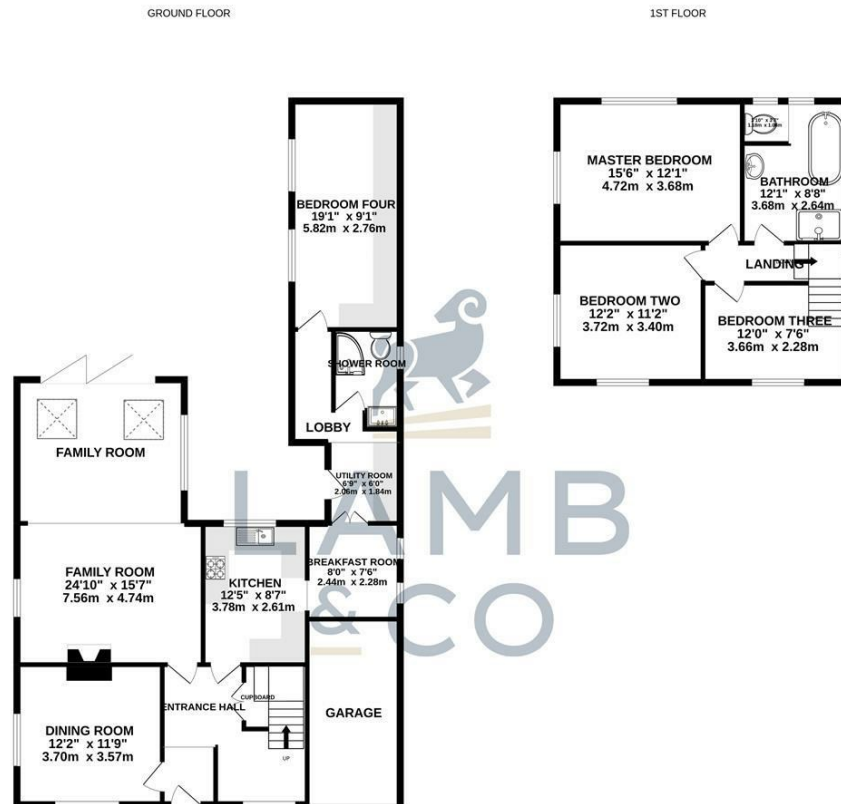 GROUND FLOOR
1ST FLOOR
BEDROOM FOUR
19'1" x 9'1"
5.82m x 2.76m
SHOWER ROOM
LOBBY
UTILITY ROOM
6'9" x 6'0"
2.06m x 1.84m
FAMILY ROOM
FAMILY ROOM
24'10" x 15'7"
7.56m x 4.74m
KITCHEN
12'5" x 8'7"
3.78m x 2.61m
BREAKFAST ROOM
8'0" x 7'6"
2.44m x 2.28m
DINING ROOM
12'2" x 11'9"
3.70m x 3.57m
ENTRANCE HALL
CUPBOARD
UP
GARAGE
MASTER BEDROOM
15'6" x 12'1"
4.72m x 3.68m
BATHROOM
12'1" x 8'8"
3.68m x 2.64m
LANDING
BEDROOM TWO
12'2" x 11'2"
3.72m x 3.40m
BEDROOM THREE
12'0" x 7'6"
3.66m x 2.28m
LAMB
& CO